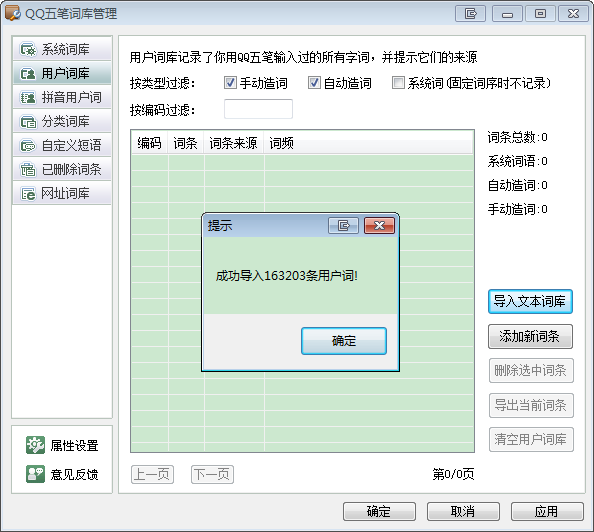 QQ五笔词库管理
系统词库
用户词库
拼音用户词
分类词库
自定义短语
已删除词条
网址词库
属性设置
意见反馈
用户词库记录了你用QQ五笔输入过的所有字词，并提示它们的来源
按类型过滤： 手动造词 自动造词 系统词(固定词序时不记录)
按编码过滤：
编码 词条 词条来源 词频
词条总数:0
系统词语:0
自动造词:0
手动造词:0
提示
成功导入163203条用户词!
确定
导入文本词库
添加新词条
删除选中词条
导出当前词条
清空用户词库
上一页 下一页 第0/0页
确定 取消 应用